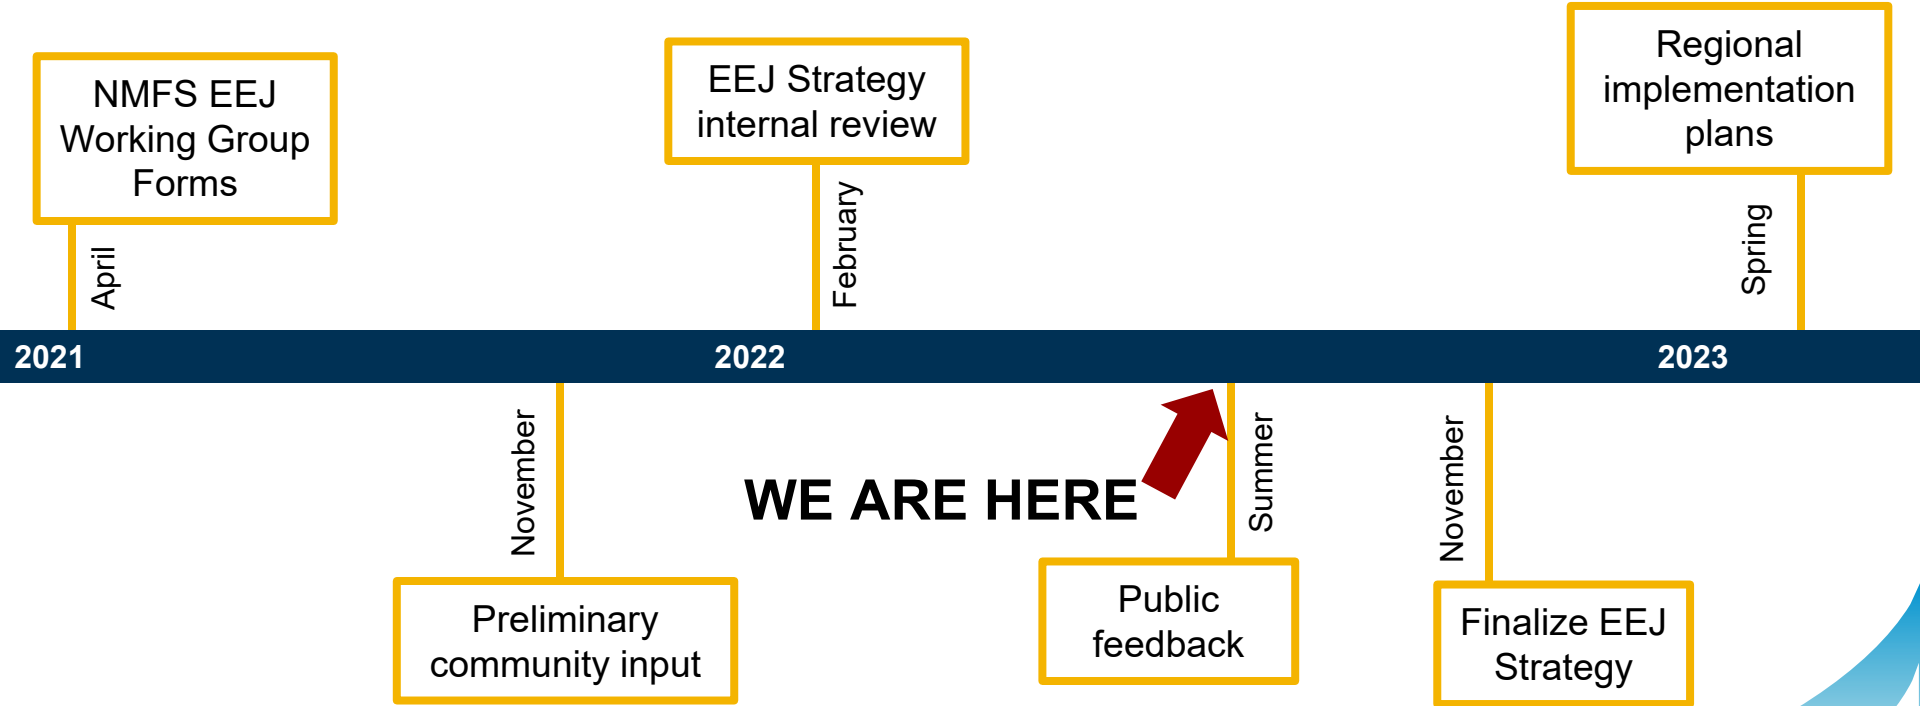 NMFS EEJ
Working Group
Forms
April
EEJ Strategy
internal review
February
Regional
implementation
plans
Spring
2021
2022
2023
November
Preliminary
community input
WE ARE HERE
Summer
Public
feedback
November
Finalize EEJ
Strategy